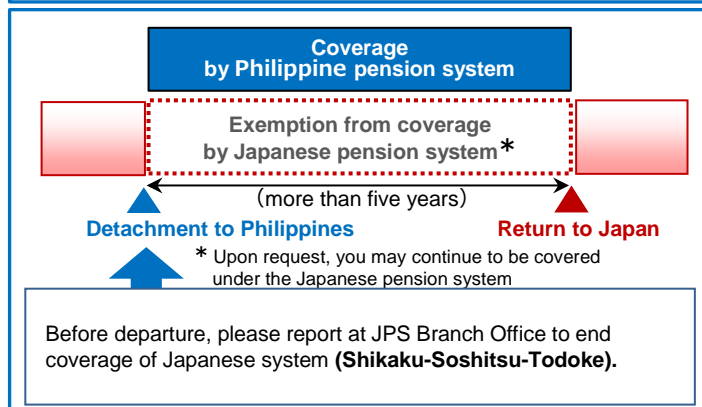 Coverage
by Philippine pension system
Exemption from coverage
by Japanese pension system*
(more than five years)
Detachment to Philippines
Return to Japan
* Upon request, you may continue to be covered
under the Japanese pension system
Before departure, please report at JPS Branch Office to end
coverage of Japanese system (Shikaku-Soshitsu-Todoke).